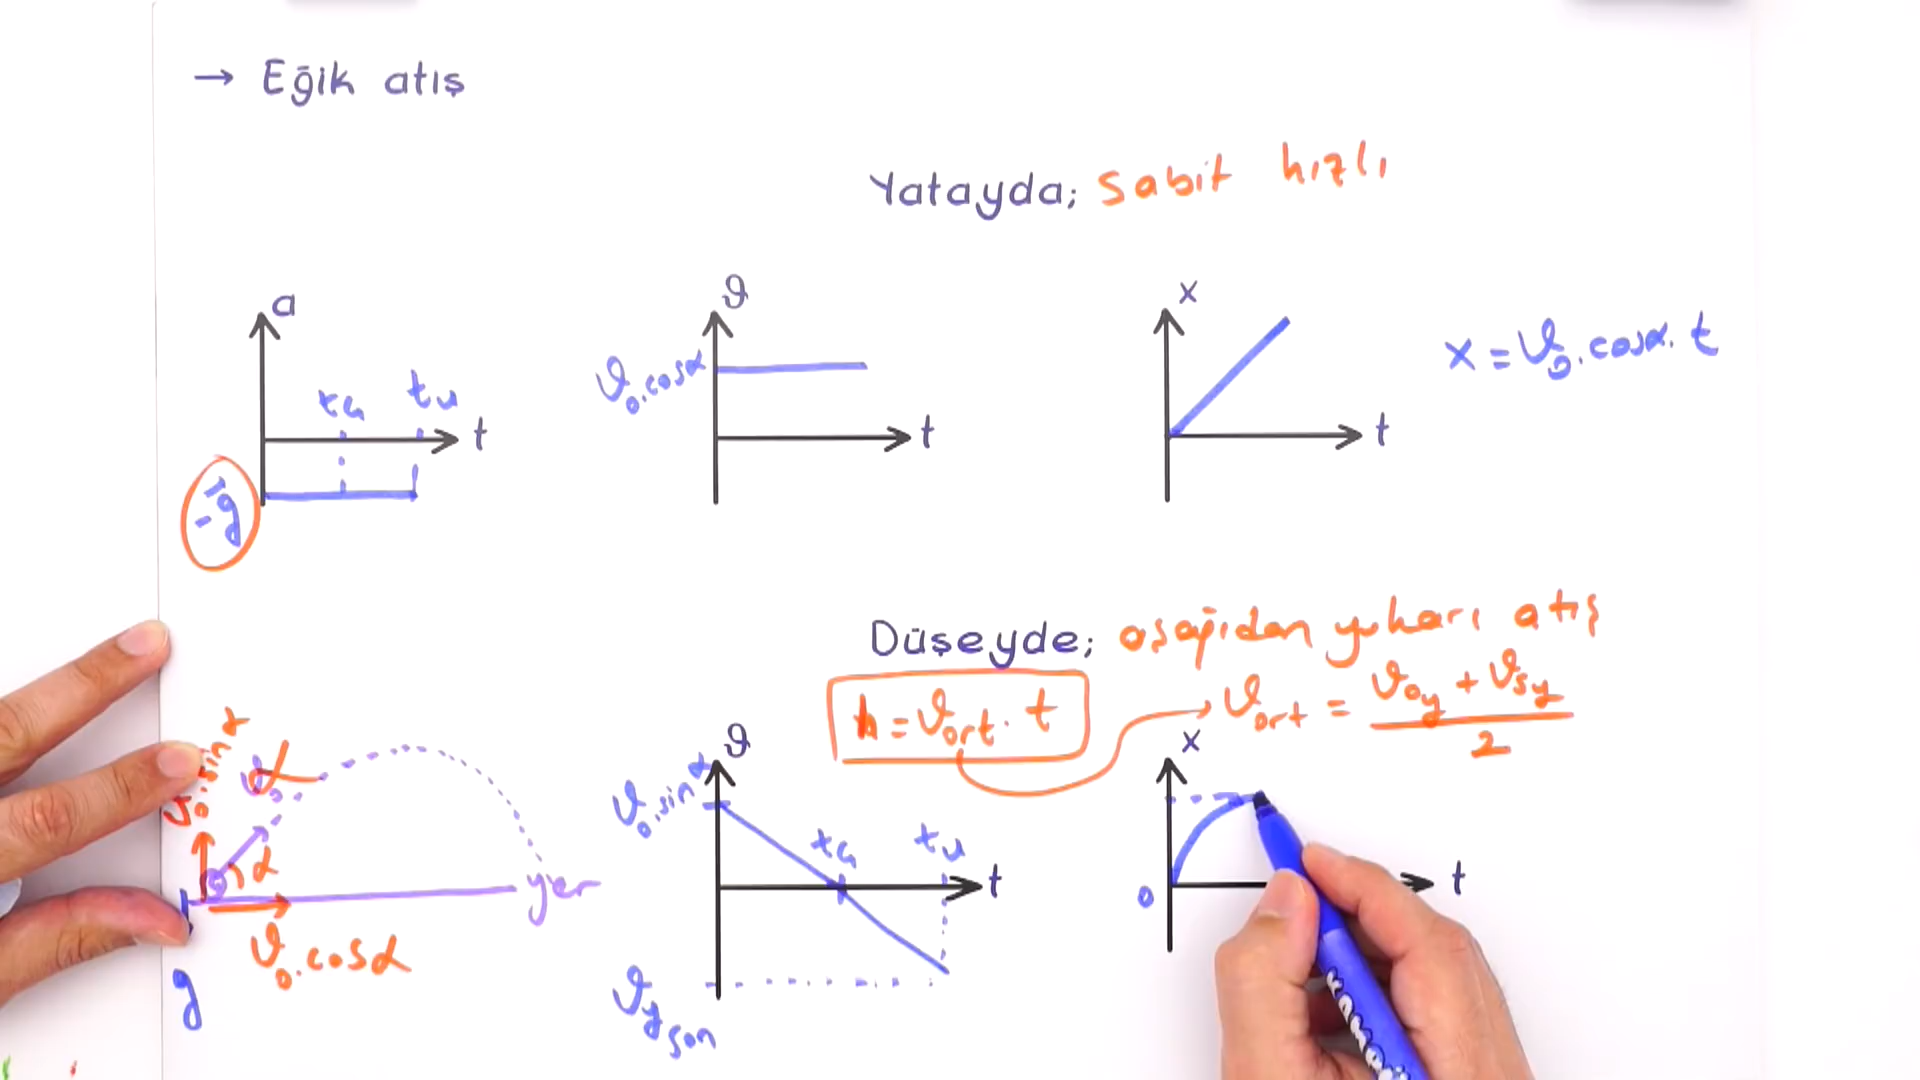 → Eğik atış
Yatayda; sabit hızlı
a
tç
tu
t
-g
ϑ
ϑ₀.cosα
t
x
t
x = ϑ₀.cosα.t
Düşeyde; aşağıdan yukarı atış
h = ϑort . t
ϑort = ϑ₀y + ϑsy / 2
ϑ₀.sinα
ϑ₀
α
α
yer
ϑ₀.cosα
g
ϑ
ϑ₀.sinα
tç
tu
t
ϑy son
x
0
t